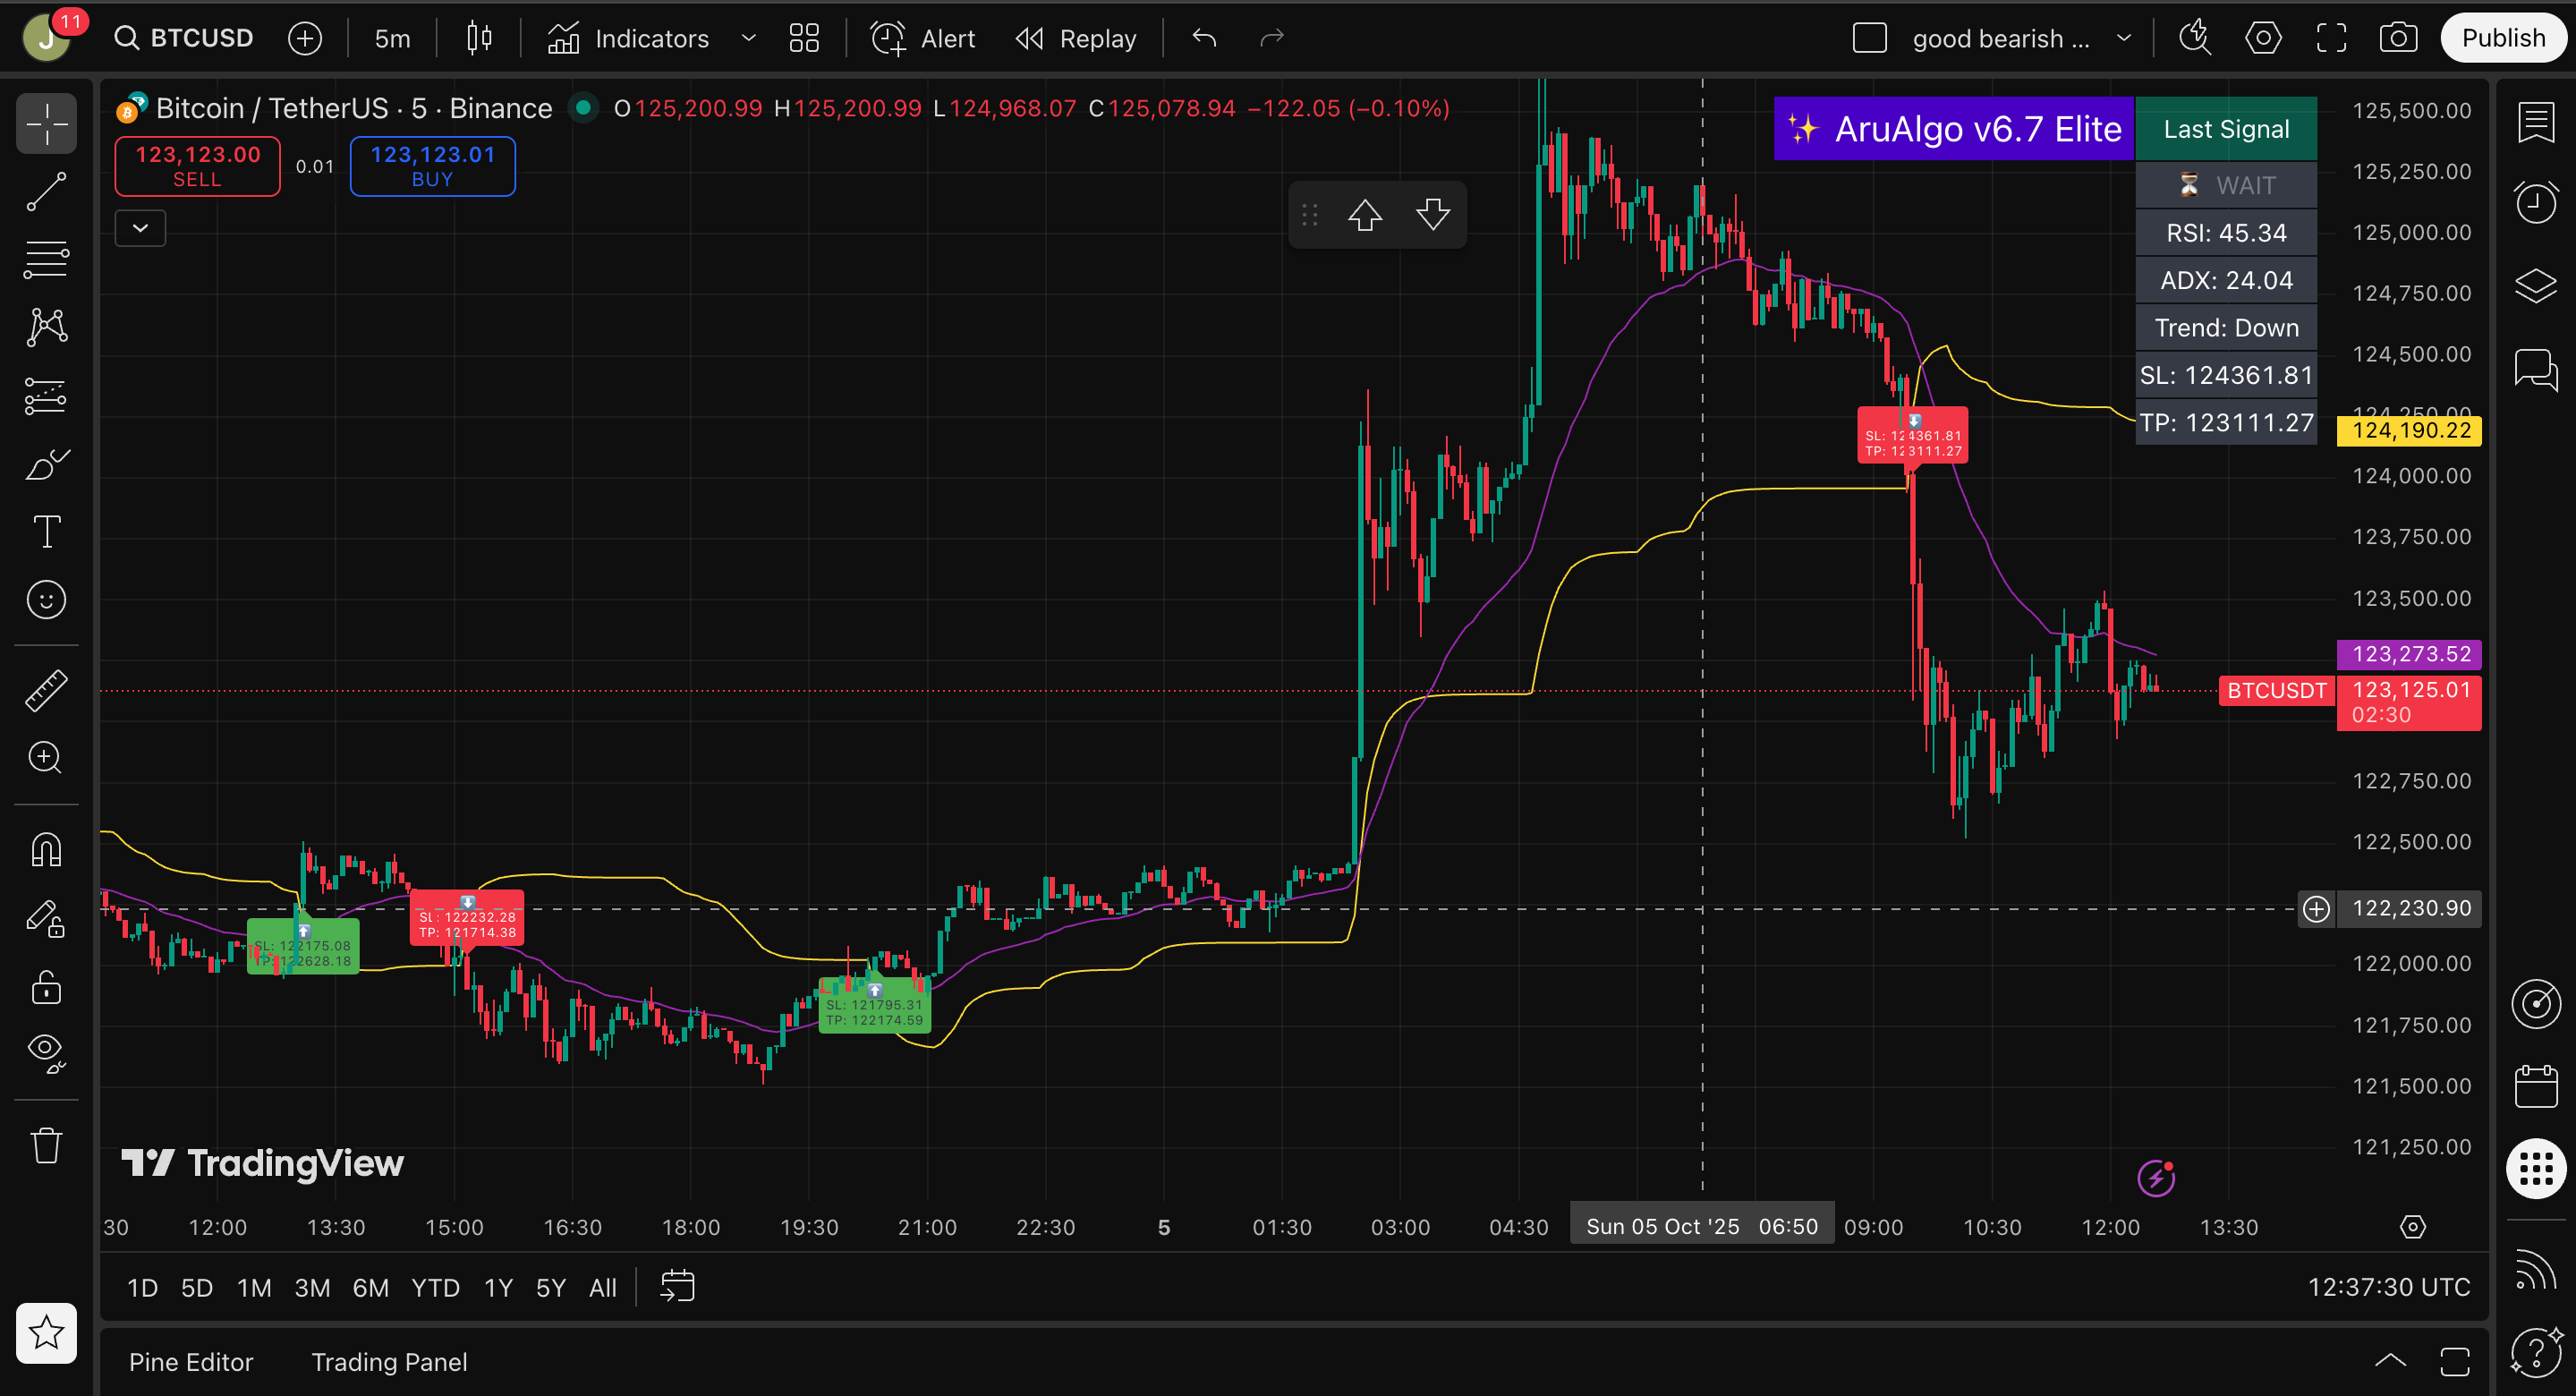 J
11
BTCUSD
5m
Indicators
Alert
Replay
good bearish ...
Publish
Bitcoin / TetherUS · 5 · Binance
O125,200.99 H125,200.99 L124,968.07 C125,078.94 −122.05 (−0.10%)
123,123.00
SELL
0.01
123,123.01
BUY
✨ AruAlgo v6.7 Elite
Last Signal
⏳ WAIT
RSI: 45.34
ADX: 24.04
Trend: Down
SL: 124361.81
TP: 123111.27
125,500.00
125,250.00
125,000.00
124,750.00
124,500.00
124,250.00
124,190.22
124,000.00
123,750.00
123,500.00
123,273.52
BTCUSDT
123,125.01
02:30
122,750.00
122,500.00
122,230.90
122,000.00
121,750.00
121,500.00
121,250.00
SL: 124361.81
TP: 123111.27
SL: 122175.08
TP: 122628.18
SL: 122232.28
TP: 121714.38
SL: 121795.31
TP: 122174.59
TradingView
30
12:00
13:30
15:00
16:30
18:00
19:30
21:00
22:30
5
01:30
03:00
04:30
Sun 05 Oct '25 06:50
09:00
10:30
12:00
13:30
1D
5D
1M
3M
6M
YTD
1Y
5Y
All
12:37:30 UTC
Pine Editor
Trading Panel